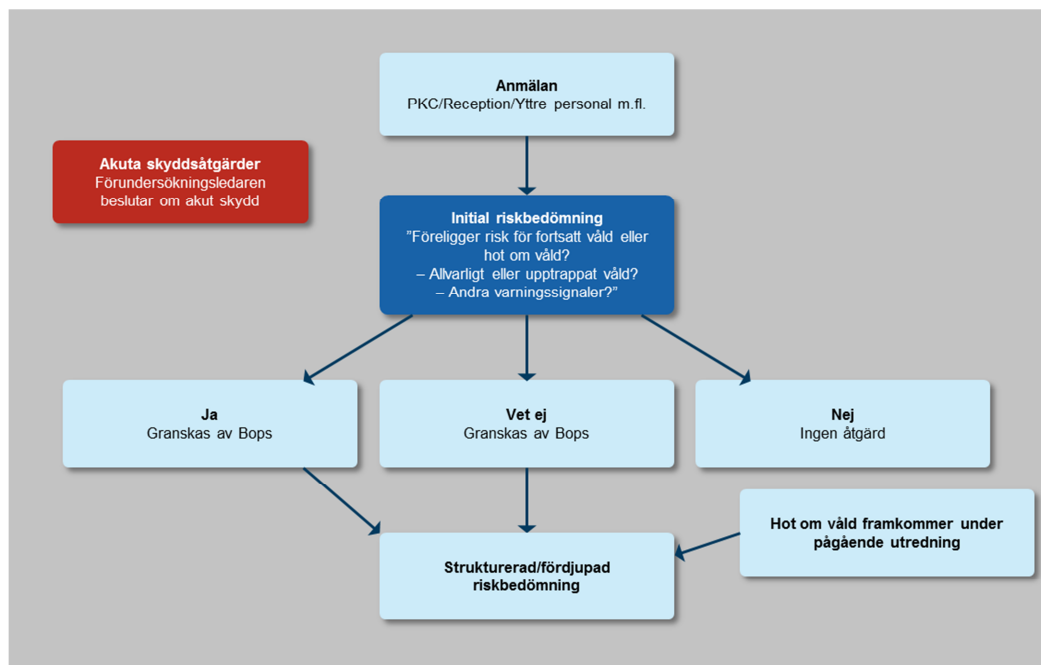 Anmälan
PKC/Reception/Yttre personal m.fl.
Akuta skyddsåtgärder
Förundersökningsledaren
beslutar om akut skydd
Initial riskbedömning
”Föreligger risk för fortsatt våld eller
hot om våld?
– Allvarligt eller upptrappat våld?
– Andra varningssignaler?”
Ja
Granskas av Bops
Vet ej
Granskas av Bops
Nej
Ingen åtgärd
Hot om våld framkommer under
pågående utredning
Strukturerad/fördjupad
riskbedömning